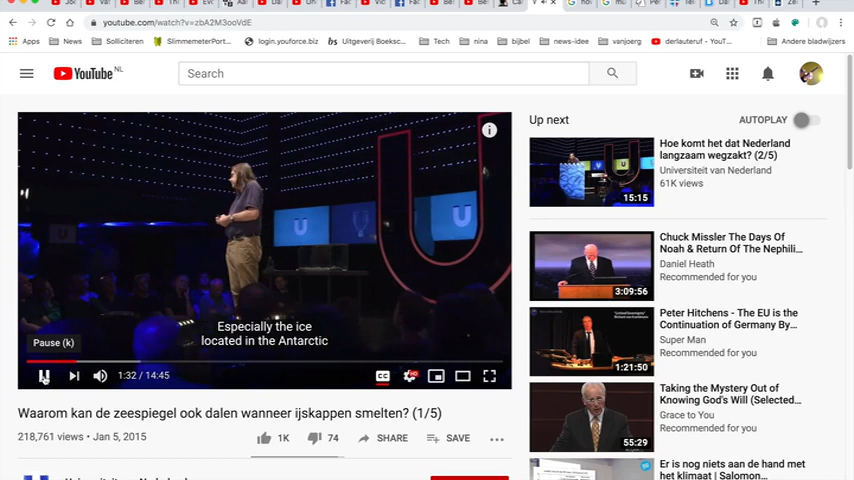 youtube.com/watch?v=zbA2M3ooVdE
Apps
News
Solliciteren
SlimmeterPortal
login.youforce.biz
Uitgeverij Boeksc...
Tech
nina
bijbel
news-idee
vanjoerg
derlauteruf - YouT...
Andere bladwijzers
YouTube NL
Search
U
Especially the ice
located in the Antarctic
Pause (k)
1:32 / 14:45
CC
HD
Waarom kan de zeespiegel ook dalen wanneer ijskappen smelten? (1/5)
218,761 views • Jan 5, 2015
1K
74
SHARE
SAVE
Up next
AUTOPLAY
15:15
Hoe komt het dat Nederland
langzaam wegzakt? (2/5)
Universiteit van Nederland
61K views
3:09:56
Chuck Missler The Days Of
Noah & Return Of The Nephili...
Daniel Heath
Recommended for you
1:21:50
Peter Hitchens - The EU is the
Continuation of Germany By...
Super Man
Recommended for you
55:29
Taking the Mystery Out of
Knowing God's Will (Selected...
Grace to You
Recommended for you
Er is nog niets aan de hand met
het klimaat | Salomon...